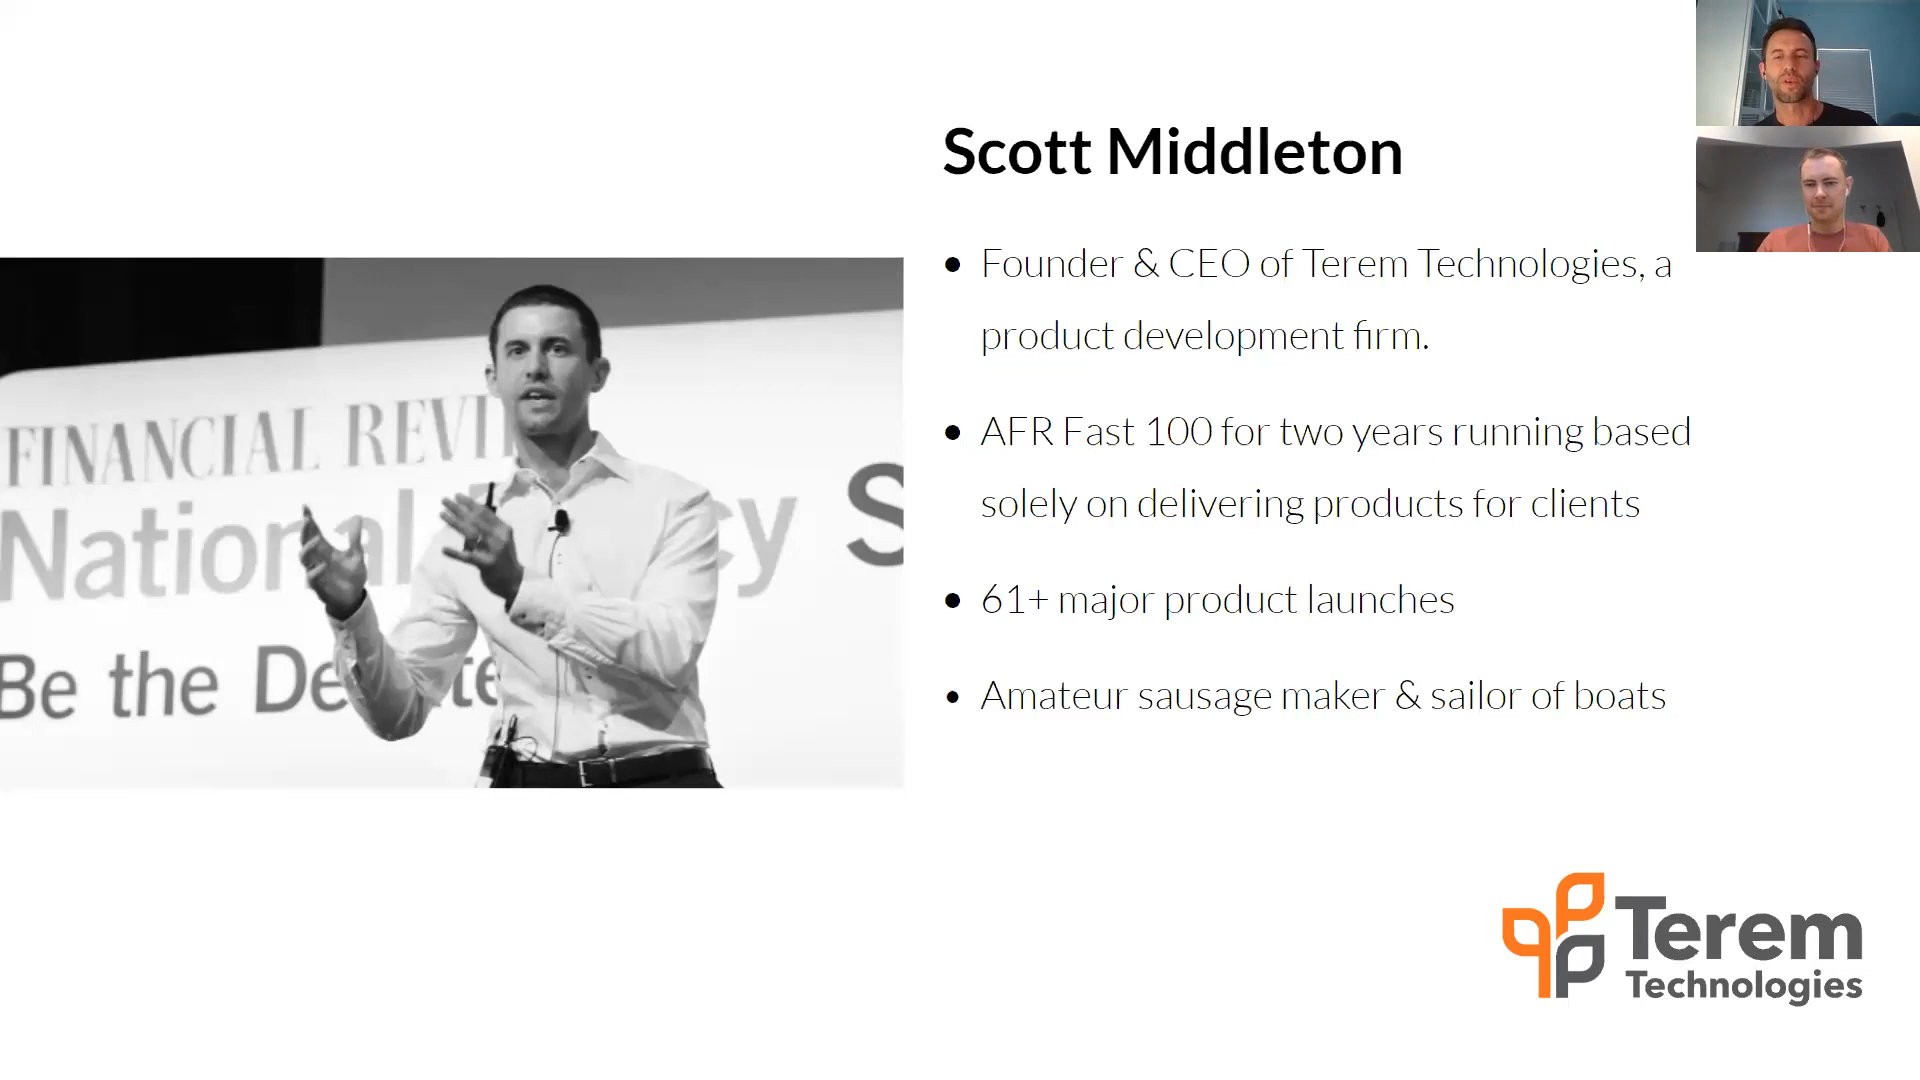 Scott Middleton
Founder & CEO of Terem Technologies, a
product development firm.
AFR Fast 100 for two years running based
solely on delivering products for clients
61+ major product launches
Amateur sausage maker & sailor of boats
FINANCIAL
National
Be the
Terem
Technologies